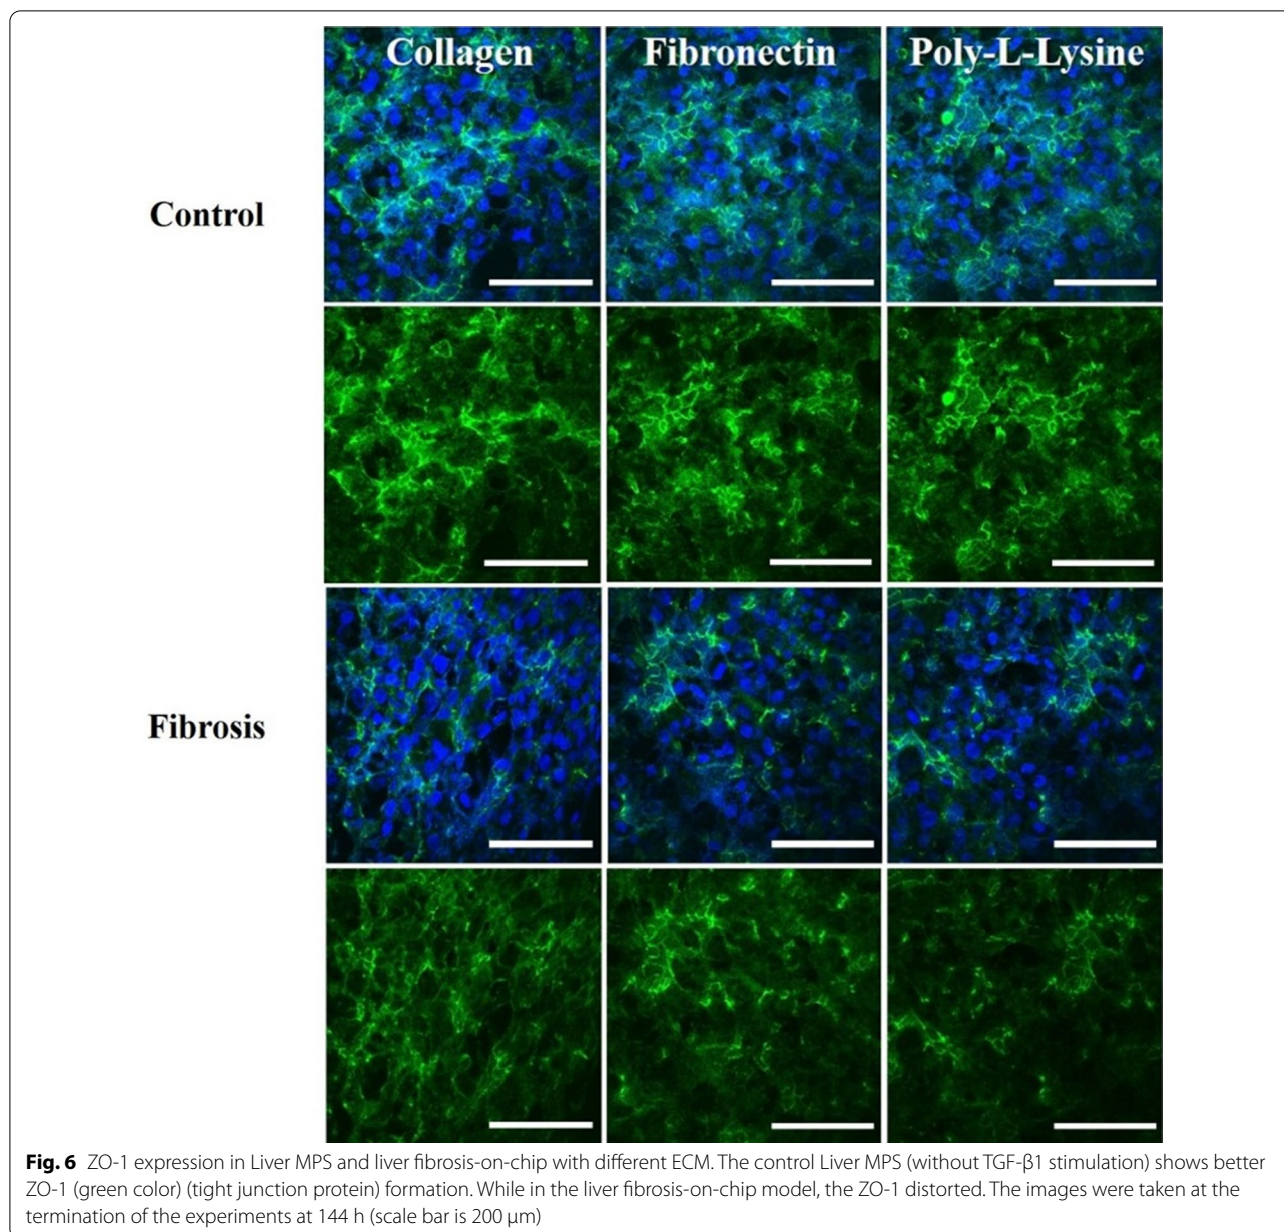 Collagen Fibronectin Poly-L-Lysine
Control
Fibrosis
Fig. 6 ZO-1 expression in Liver MPS and liver fibrosis-on-chip with different ECM. The control Liver MPS (without TGF-β1 stimulation) shows better
ZO-1 (green color) (tight junction protein) formation. While in the liver fibrosis-on-chip model, the ZO-1 distorted. The images were taken at the
termination of the experiments at 144 h (scale bar is 200 μm)